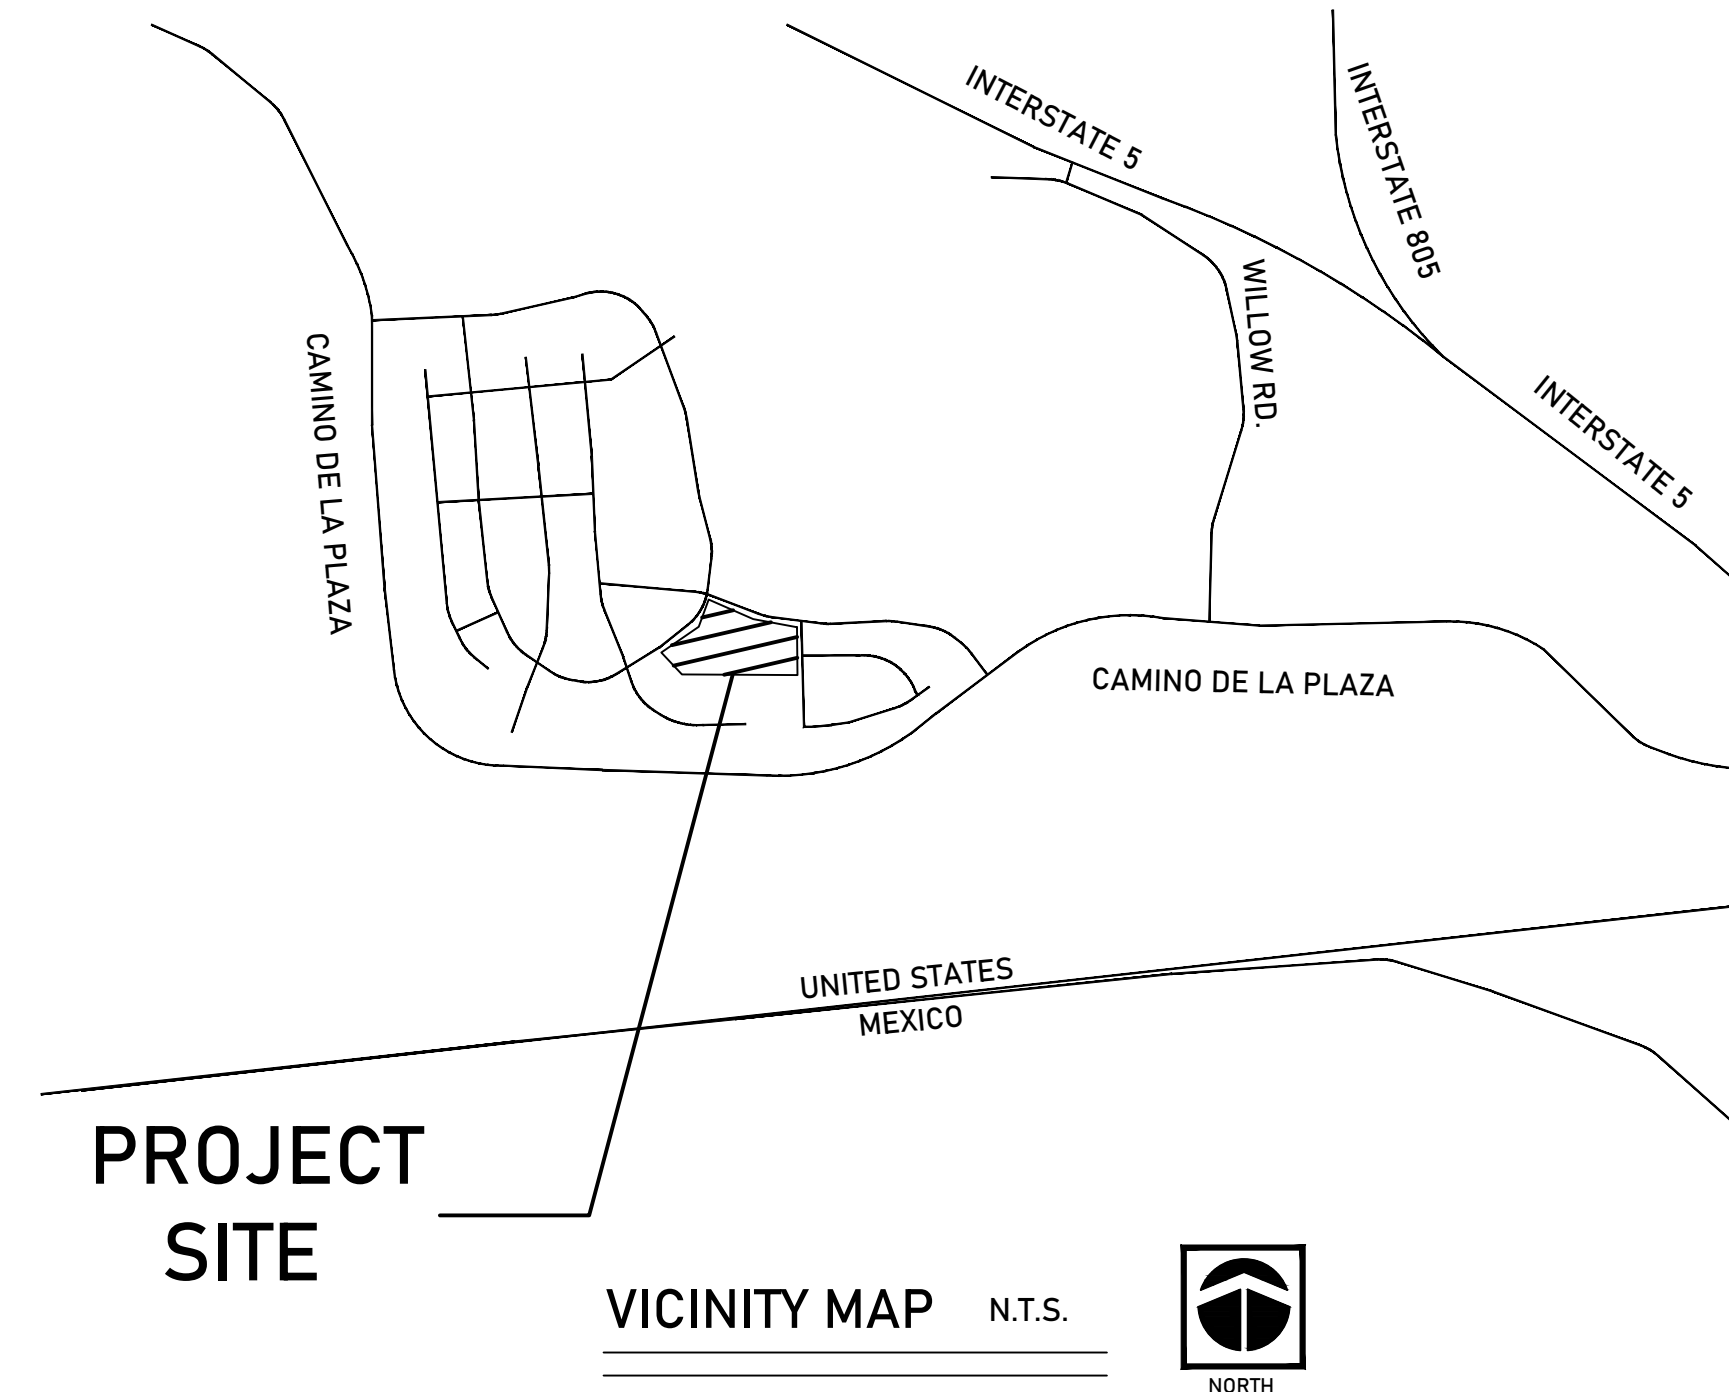 INTERSTATE 5
INTERSTATE 805
WILLOW RD.
CAMINO DE LA PLAZA
INTERSTATE 5
CAMINO DE LA PLAZA
UNITED STATES
MEXICO
PROJECT
SITE
VICINITY MAP N.T.S.
NORTH